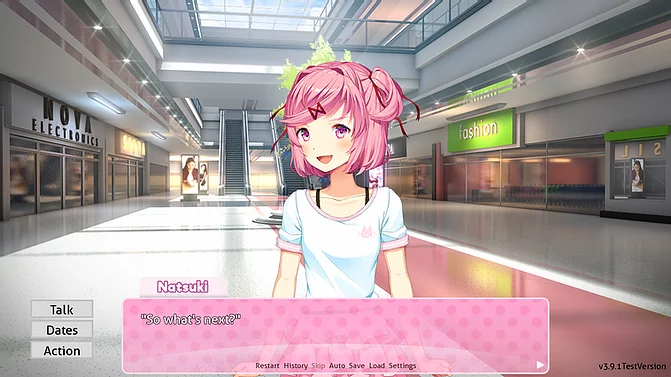 NOVA
ELECTRONICS
fashion
Natsuki
"So what's next?"
Talk
Dates
Action
Restart History Skip Auto Save Load Settings
v3.9.1TestVersion